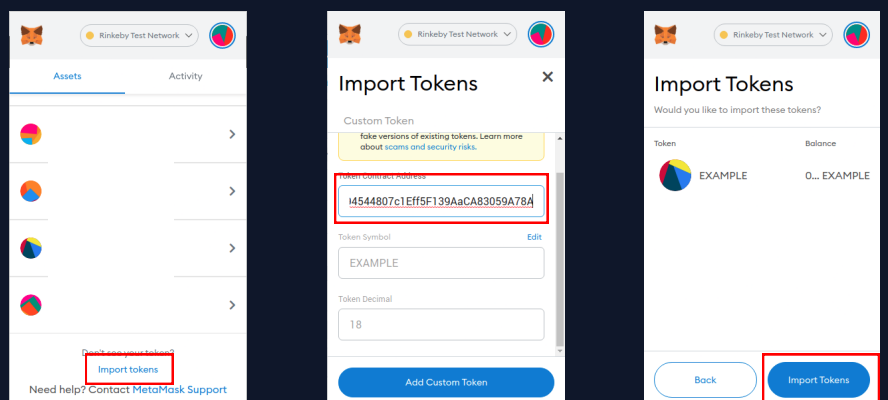 Rinkeby Test Network
Assets
Activity
Don't see your token?
Import tokens
Need help? Contact MetaMask Support
Rinkeby Test Network
Import Tokens
Custom Token
fake versions of existing tokens. Learn more
about scams and security risks.
Token Contract Address
4544807c1Eff5F139AaCA83059A78A
Token Symbol
Edit
EXAMPLE
Token Decimal
18
Add Custom Token
Rinkeby Test Network
Import Tokens
Would you like to import these tokens?
Token
Balance
EXAMPLE
0... EXAMPLE
Back
Import Tokens